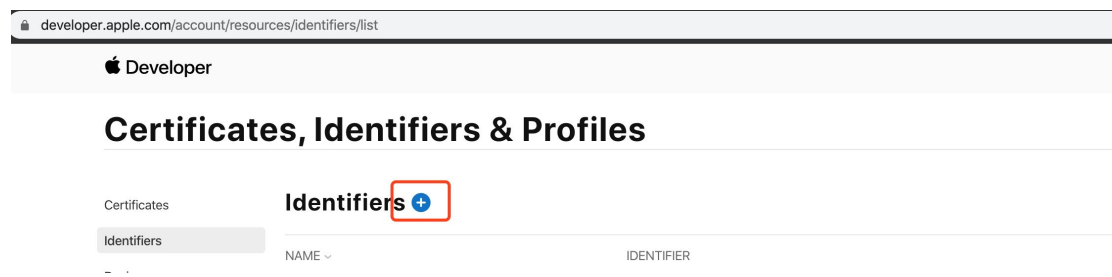 developer.apple.com/account/resources/identifiers/list
Developer
Certificates, Identifiers & Profiles
Certificates
Identifiers
Identifiers
NAME
IDENTIFIER